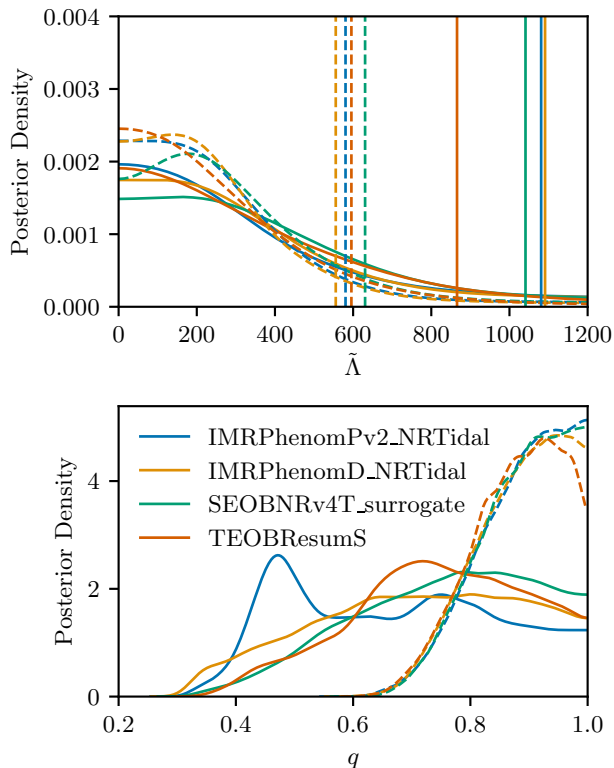 0.004
0.003
0.002
0.001
0.000
Posterior Density
0 200 400 600 800 1000 1200
Λ̃
4
2
0
Posterior Density
IMRPhenomPv2_NRTidal
IMRPhenomD_NRTidal
SEOBNRv4T_surrogate
TEOBResumS
0.2 0.4 0.6 0.8 1.0
q